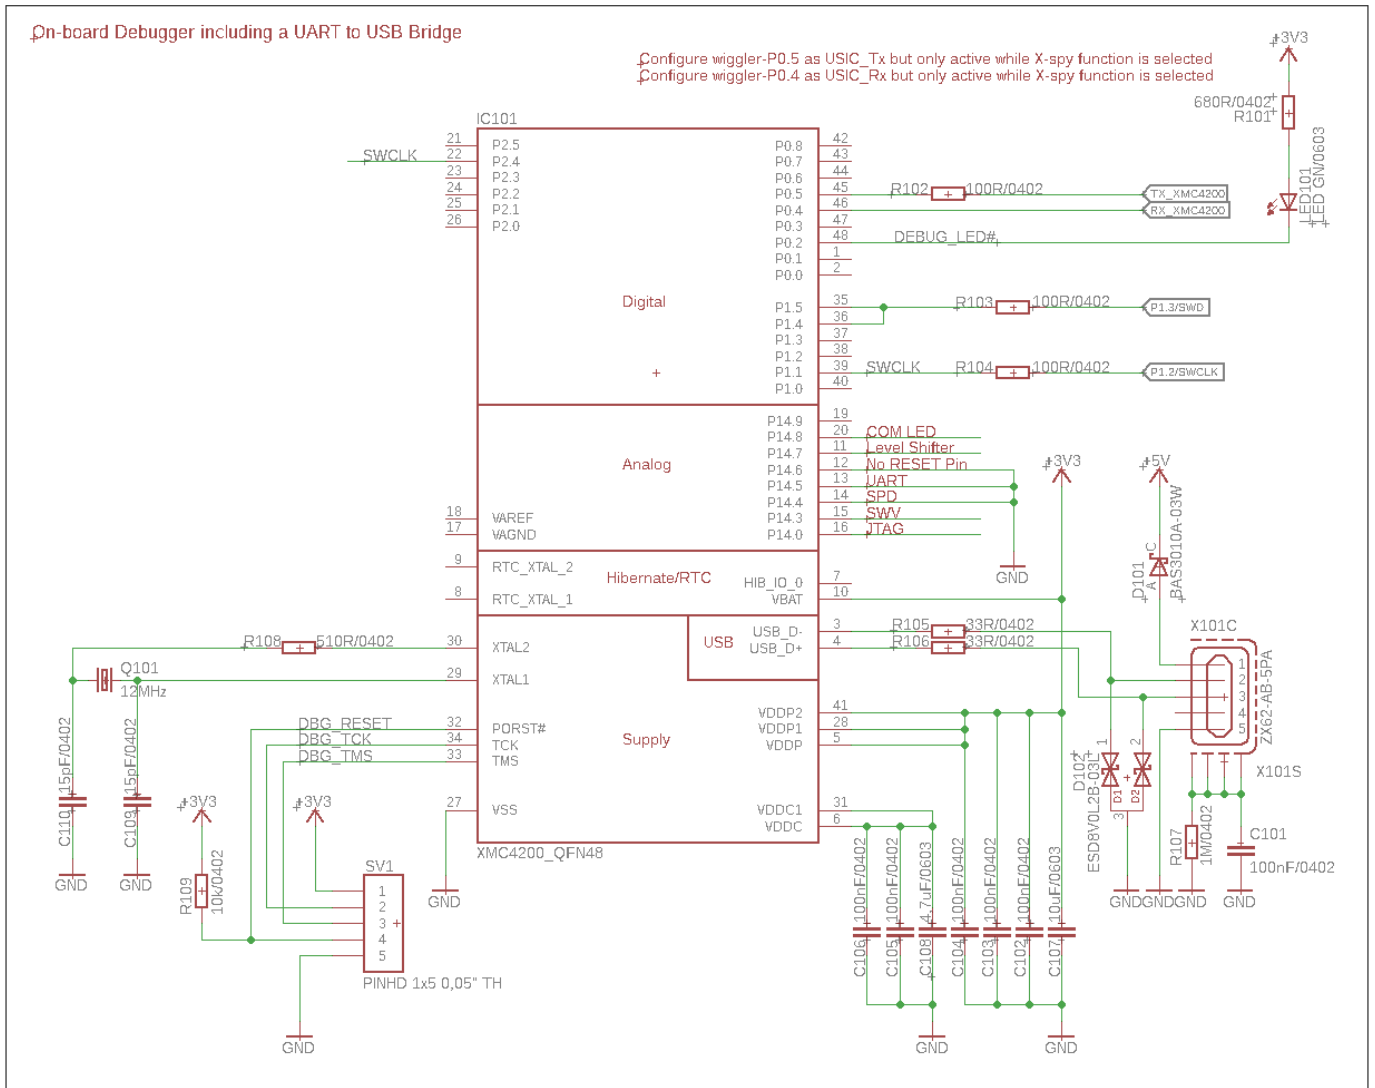 On-board Debugger including a UART to USB Bridge
Configure wiggler-P0.5 as USIC_Tx but only active while X-spy function is selected
Configure wiggler-P0.4 as USIC_Rx but only active while X-spy function is selected
+3V3
680R/0402
R101
LED101
LED GN/0603
IC101
SWCLK
21 P2.5
22 P2.4
23 P2.3
24 P2.2
25 P2.1
26 P2.0
Digital
P0.8 42
P0.7 43
P0.6 44
P0.5 45 R102 100R/0402 TX_XMC4200
P0.4 46 RX_XMC4200
P0.3 47
P0.2 48 DEBUG_LED#
P0.1 1
P0.0 2
P1.5 35 R103 100R/0402 P1.3/SWD
P1.4 36
P1.3 37
P1.2 38
P1.1 39 SWCLK R104 100R/0402 P1.2/SWCLK
P1.0 40
Analog
P14.9 19
P14.8 20 COM LED
P14.7 11 Level Shifter
P14.6 12 No RESET Pin
P14.5 13 UART
P14.4 14 SPD
P14.3 15 SWV
P14.0 16 JTAG
GND
18 VAREF
17 VAGND
9 RTC_XTAL_2
8 RTC_XTAL_1
Hibernate/RTC
HIB_IO_0 7
VBAT 10
+3V3
+5V
D101
A
C
BAS3010A-03W
USB
USB_D- 3 R105 33R/0402
USB_D+ 4 R106 33R/0402
X101C
1
2
3
4
5
ZX62-AB-5PA
X101S
R108 510R/0402 30 XTAL2
Q101
12MHz
29 XTAL1
C110 15pF/0402
C109 15pF/0402
GND
GND
DBG_RESET 32 PORST#
DBG_TCK 34 TCK
DBG_TMS 33 TMS
27 VSS
Supply
VDDP2 41
VDDP1 28
VDDP 5
VDDC1 31
VDDC 6
XMC4200_QFN48
GND
+3V3
R109 10k/0402
+3V3
SV1
1
2
3
4
5
PINHD 1x5 0,05" TH
GND
C106 100nF/0402
C105 100nF/0402
C108 4,7uF/0603
C104 100nF/0402
C103 100nF/0402
C102 100nF/0402
C107 10uF/0603
GND
GND
D102
ESD8V0L2B-03L
1
2
D1
D2
3
R107 1M/0402
C101
100nF/0402
GND
GND
GND
GND